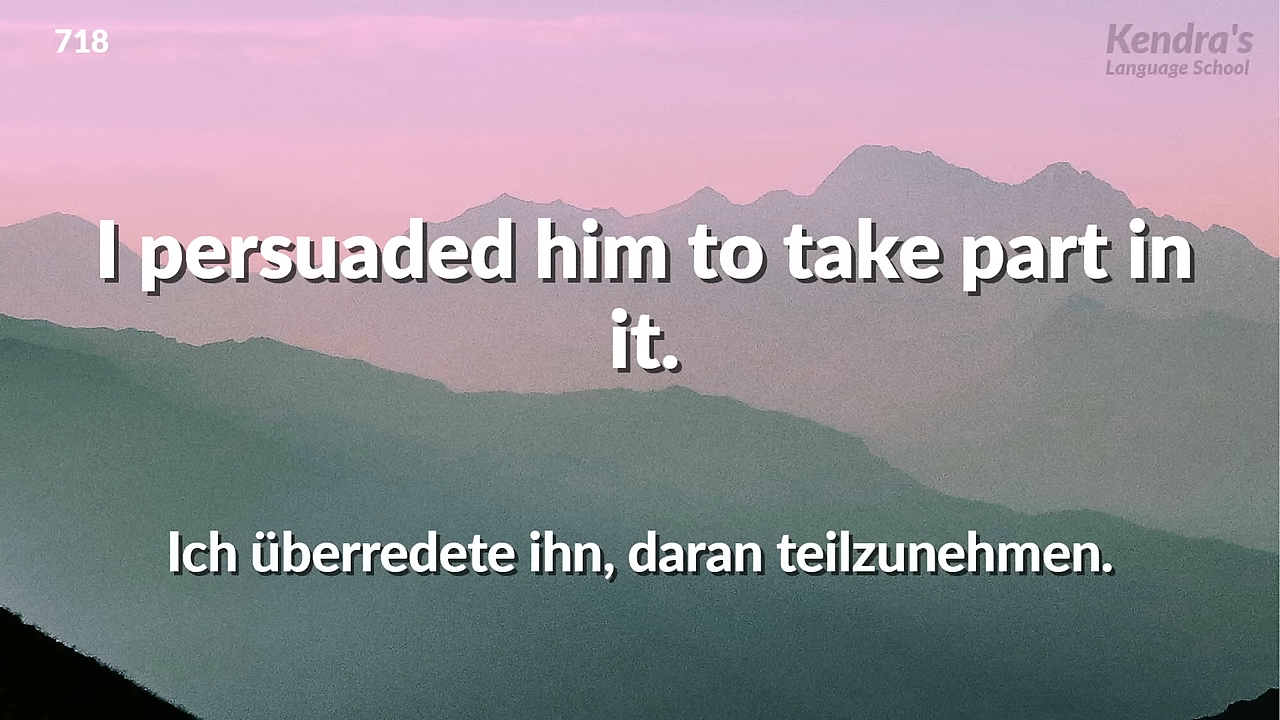 718
Kendra's
Language School
I persuaded him to take part in
it.
Ich überredete ihn, daran teilzunehmen.